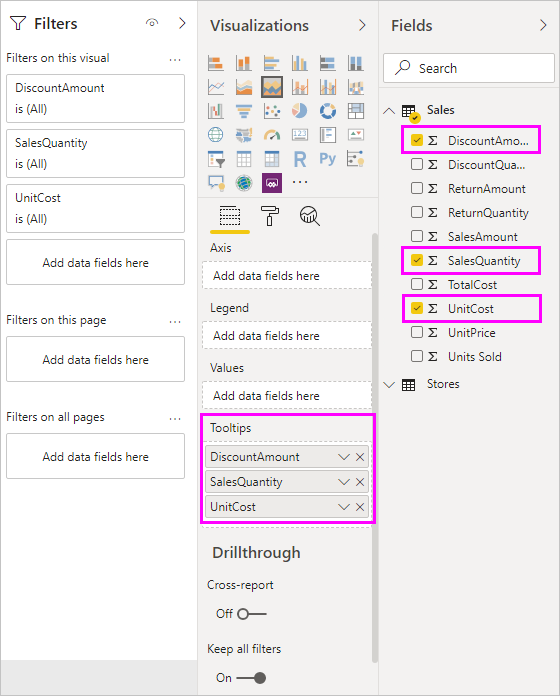 Filters
Filters on this visual
...
DiscountAmount
is (All)
SalesQuantity
is (All)
UnitCost
is (All)
Add data fields here
Filters on this page
...
Add data fields here
Filters on all pages
...
Add data fields here
Visualizations
R
Py
...
Axis
Add data fields here
Legend
Add data fields here
Values
Add data fields here
Tooltips
DiscountAmount
SalesQuantity
UnitCost
Drillthrough
Cross-report
Off
Keep all filters
On
Fields
Search
Sales
Σ DiscountAmo...
Σ DiscountQua...
Σ ReturnAmount
Σ ReturnQuantity
Σ SalesAmount
Σ SalesQuantity
Σ TotalCost
Σ UnitCost
Σ UnitPrice
Σ Units Sold
Stores